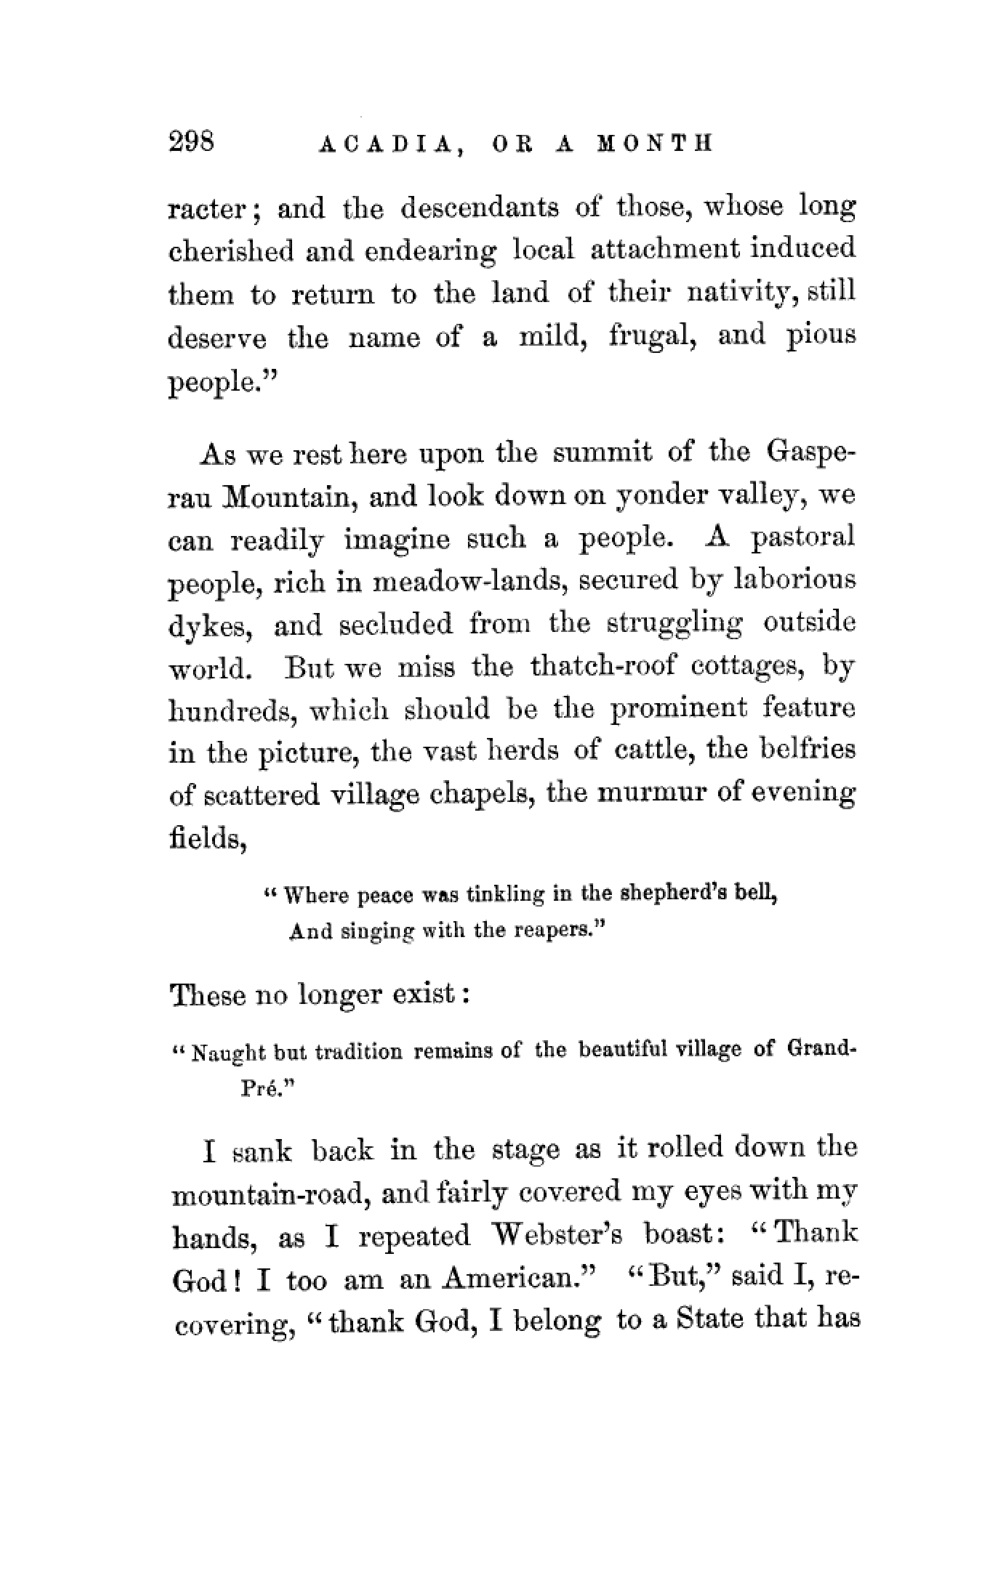 298 ACADIA, OR A MONTH
racter; and the descendants of those, whose long
cherished and endearing local attachment induced
them to return to the land of their nativity, still
deserve the name of a mild, frugal, and pious
people.”
As we rest here upon the summit of the Gaspe-
rau Mountain, and look down on yonder valley, we
can readily imagine such a people. A pastoral
people, rich in meadow-lands, secured by laborious
dykes, and secluded from the struggling outside
world. But we miss the thatch-roof cottages, by
hundreds, which should be the prominent feature
in the picture, the vast herds of cattle, the belfries
of scattered village chapels, the murmur of evening
fields,
“Where peace was tinkling in the shepherd’s bell,
And singing with the reapers.”
These no longer exist:
“Naught but tradition remains of the beautiful village of Grand-
Pré.”
I sank back in the stage as it rolled down the
mountain-road, and fairly covered my eyes with my
hands, as I repeated Webster’s boast: “Thank
God! I too am an American.” “But,” said I, re-
covering, “thank God, I belong to a State that has